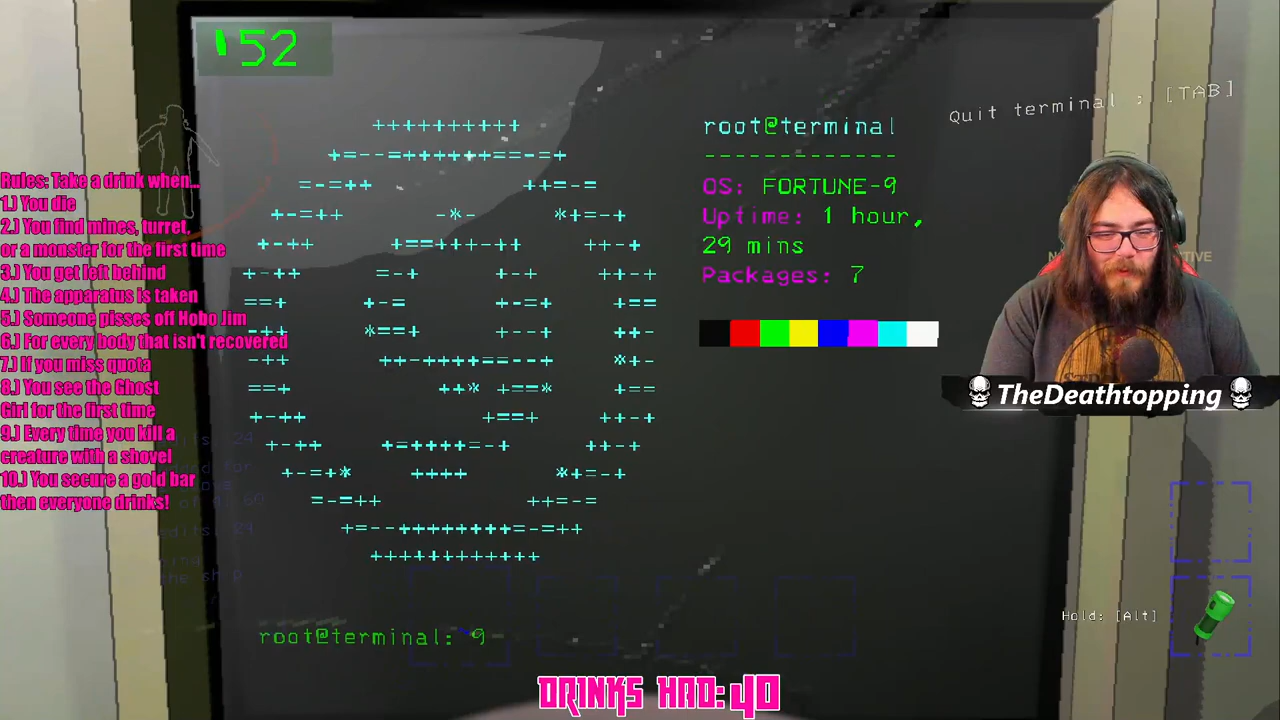 '52
Quit terminal : [TAB]
root@terminal
-------------
OS: FORTUNE-9
Uptime: 1 hour,
29 mins
Packages: 7
Rules: Take a drink when...
1.) You die
2.) You find mines, turret,
or a monster for the first time
3.) You get left behind
4.) The apparatus is taken
5.) Someone pisses off Hobo Jim
6.) For every body that isn't recovered
7.) If you miss quota
8.) You see the Ghost
Girl for the first time
9.) Every time you kill a
creature with a shovel
10.) You secure a gold bar
then everyone drinks!
TheDeathtopping
Hold: [Alt]
root@terminal: 9
DRINKS HAD: 40